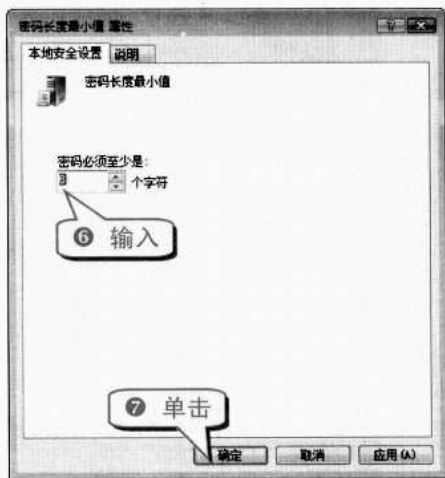 密码长度最小值 属性
本地安全设置 说明
密码长度最小值
密码必须至少是:
个字符
❻ 输入
❼ 单击
确定 取消 应用(A)